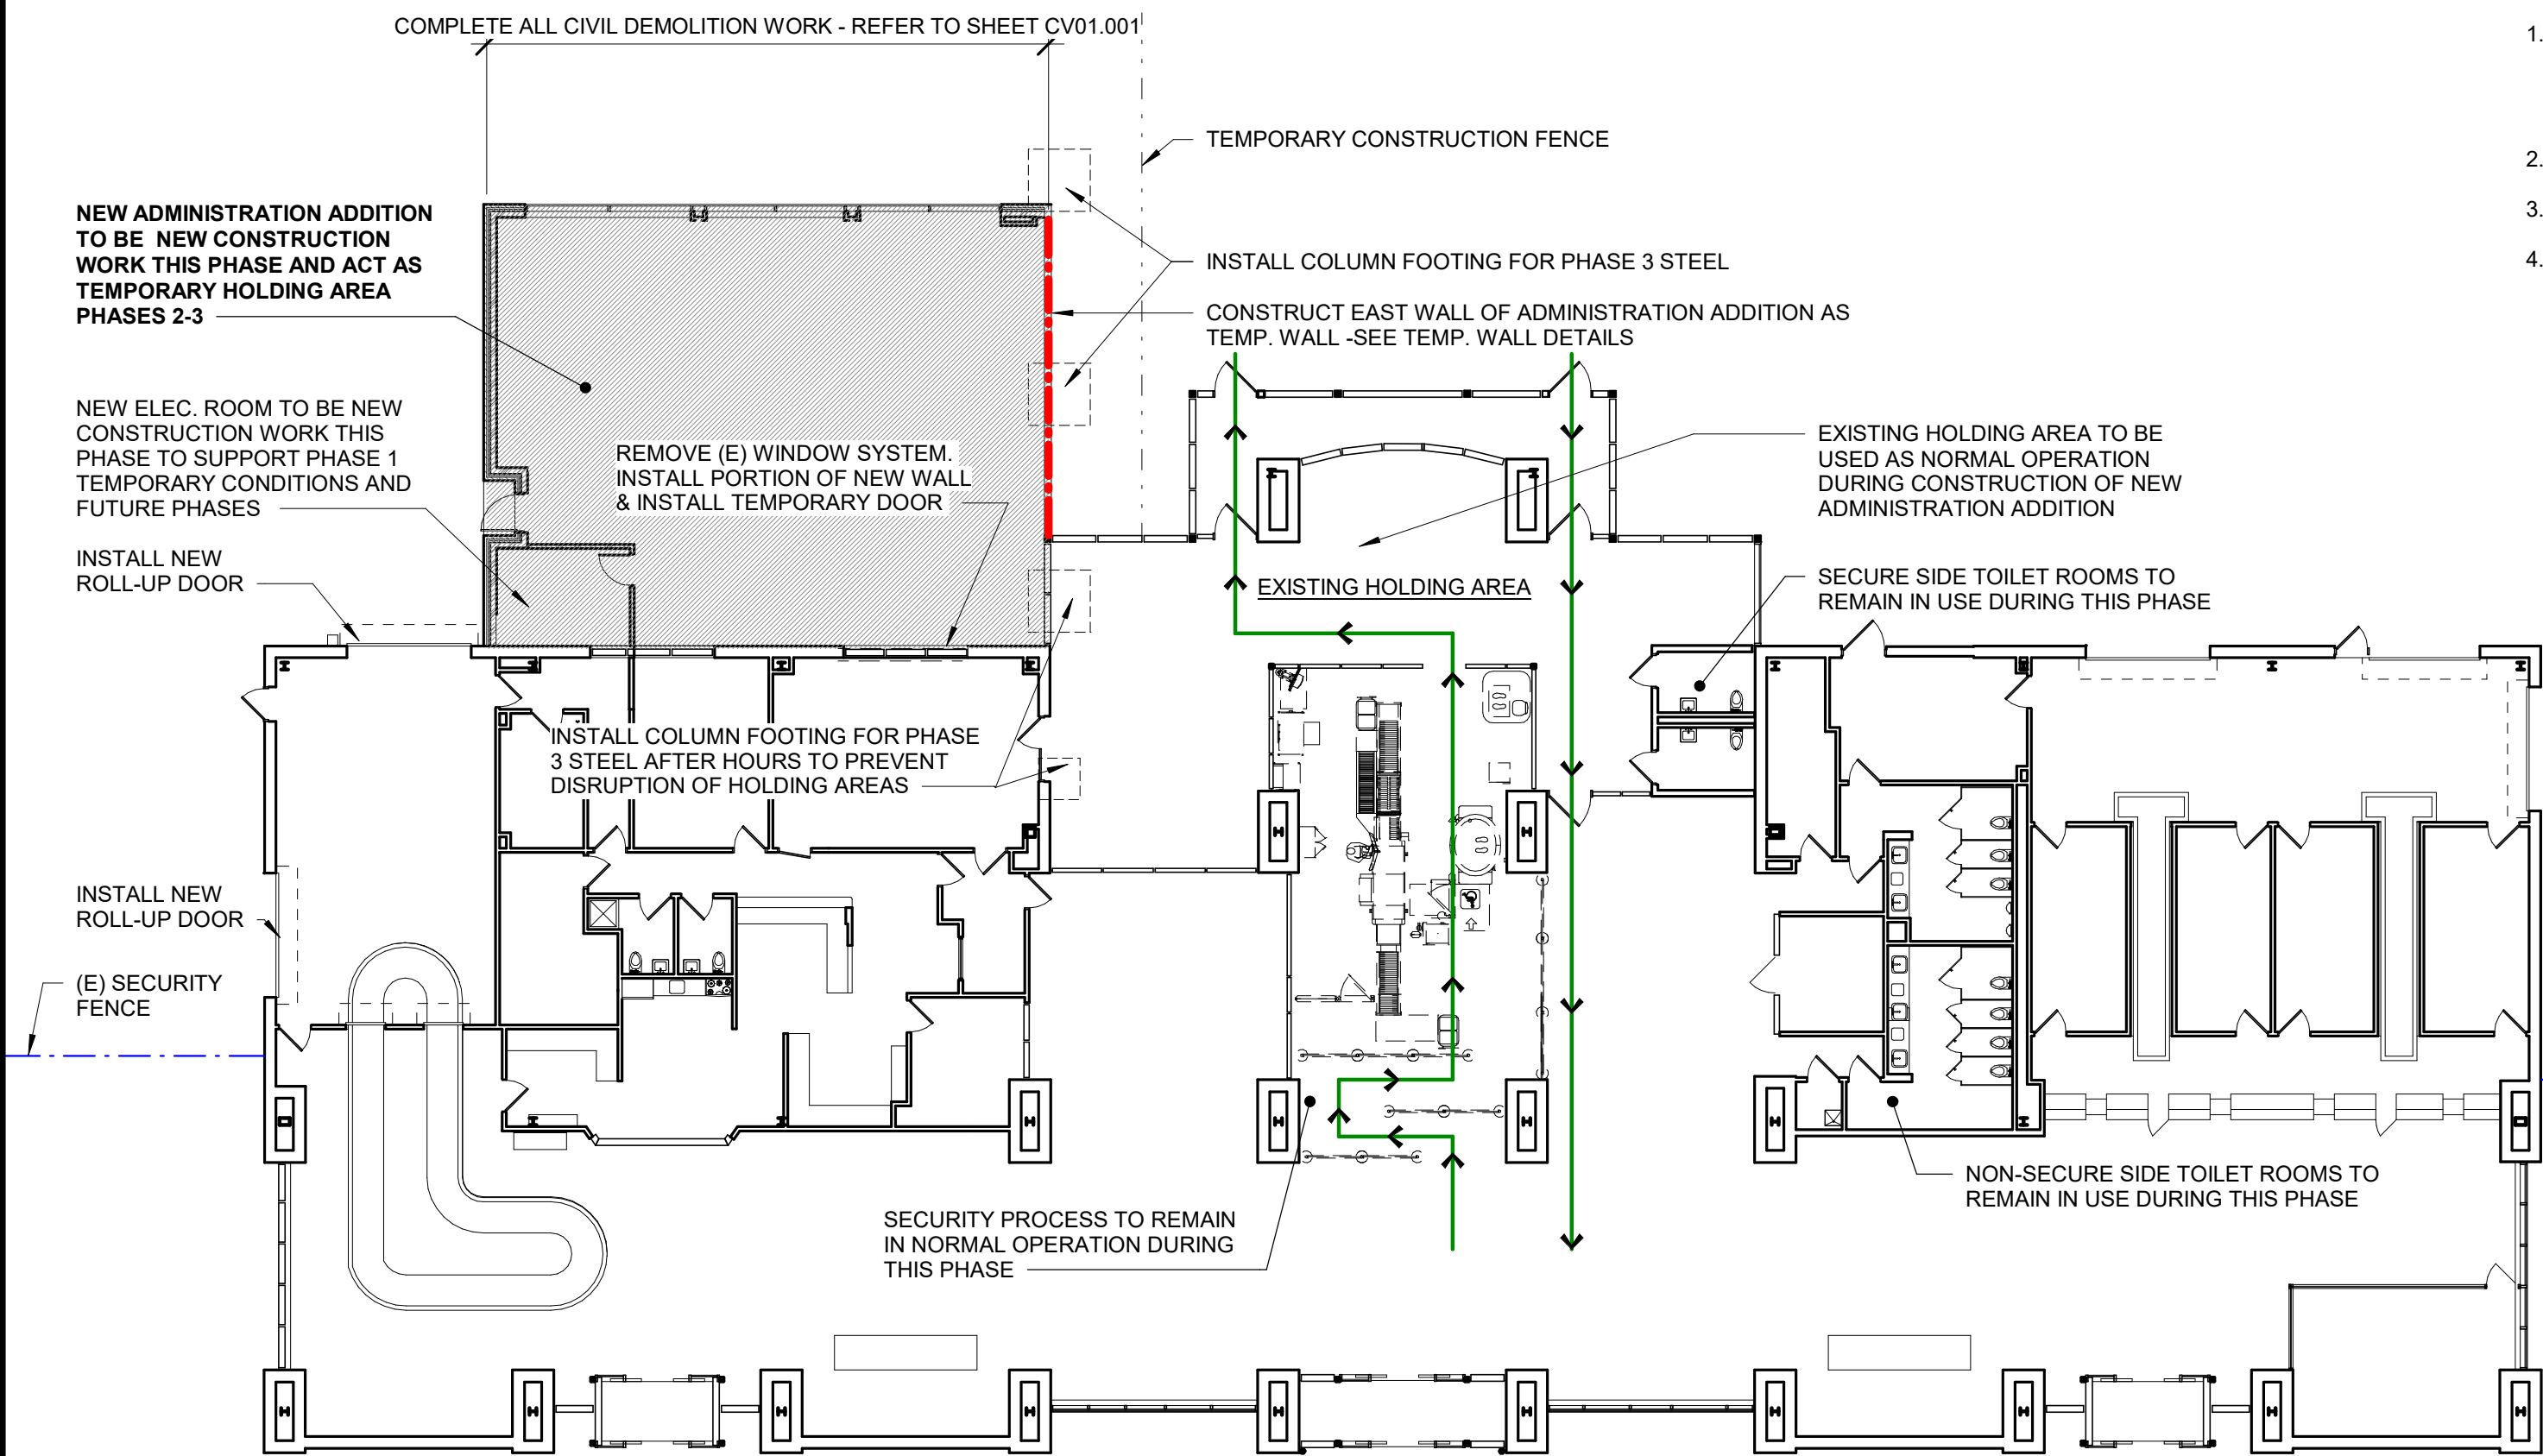 COMPLETE ALL CIVIL DEMOLITION WORK - REFER TO SHEET CV01.001
1.
2.
3.
4.
TEMPORARY CONSTRUCTION FENCE
NEW ADMINISTRATION ADDITION
TO BE NEW CONSTRUCTION
WORK THIS PHASE AND ACT AS
TEMPORARY HOLDING AREA
PHASES 2-3
INSTALL COLUMN FOOTING FOR PHASE 3 STEEL
CONSTRUCT EAST WALL OF ADMINISTRATION ADDITION AS
TEMP. WALL -SEE TEMP. WALL DETAILS
NEW ELEC. ROOM TO BE NEW
CONSTRUCTION WORK THIS
PHASE TO SUPPORT PHASE 1
TEMPORARY CONDITIONS AND
FUTURE PHASES
REMOVE (E) WINDOW SYSTEM.
INSTALL PORTION OF NEW WALL
& INSTALL TEMPORARY DOOR
EXISTING HOLDING AREA TO BE
USED AS NORMAL OPERATION
DURING CONSTRUCTION OF NEW
ADMINISTRATION ADDITION
INSTALL NEW
ROLL-UP DOOR
EXISTING HOLDING AREA
SECURE SIDE TOILET ROOMS TO
REMAIN IN USE DURING THIS PHASE
INSTALL COLUMN FOOTING FOR PHASE
3 STEEL AFTER HOURS TO PREVENT
DISRUPTION OF HOLDING AREAS
INSTALL NEW
ROLL-UP DOOR
(E) SECURITY
FENCE
SECURITY PROCESS TO REMAIN
IN NORMAL OPERATION DURING
THIS PHASE
NON-SECURE SIDE TOILET ROOMS TO
REMAIN IN USE DURING THIS PHASE